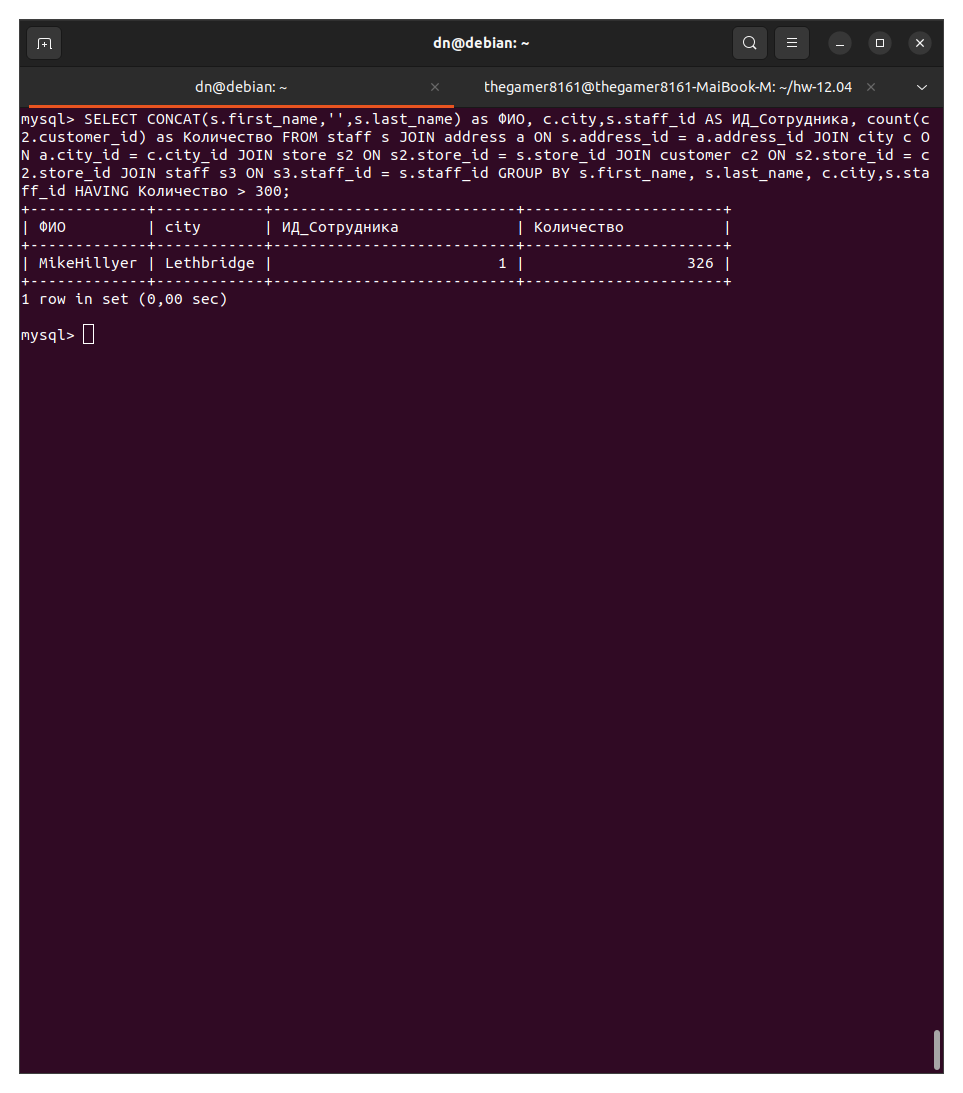 dn@debian: ~
dn@debian: ~ × thegamer8161@thegamer8161-MaiBook-M: ~/hw-12.04 ×
mysql> SELECT CONCAT(s.first_name,'',s.last_name) as ФИО, c.city,s.staff_id AS ИД_Сотрудника, count(c
2.customer_id) as Количество FROM staff s JOIN address a ON s.address_id = a.address_id JOIN city c O
N a.city_id = c.city_id JOIN store s2 ON s2.store_id = s.store_id JOIN customer c2 ON s2.store_id = c
2.store_id JOIN staff s3 ON s3.staff_id = s.staff_id GROUP BY s.first_name, s.last_name, c.city,s.sta
ff_id HAVING Количество > 300;
+-------------+------------+---------------------------+----------------------+
| ФИО         | city       | ИД_Сотрудника             | Количество           |
+-------------+------------+---------------------------+----------------------+
| MikeHillyer | Lethbridge |                         1 |                  326 |
+-------------+------------+---------------------------+----------------------+
1 row in set (0,00 sec)
mysql>